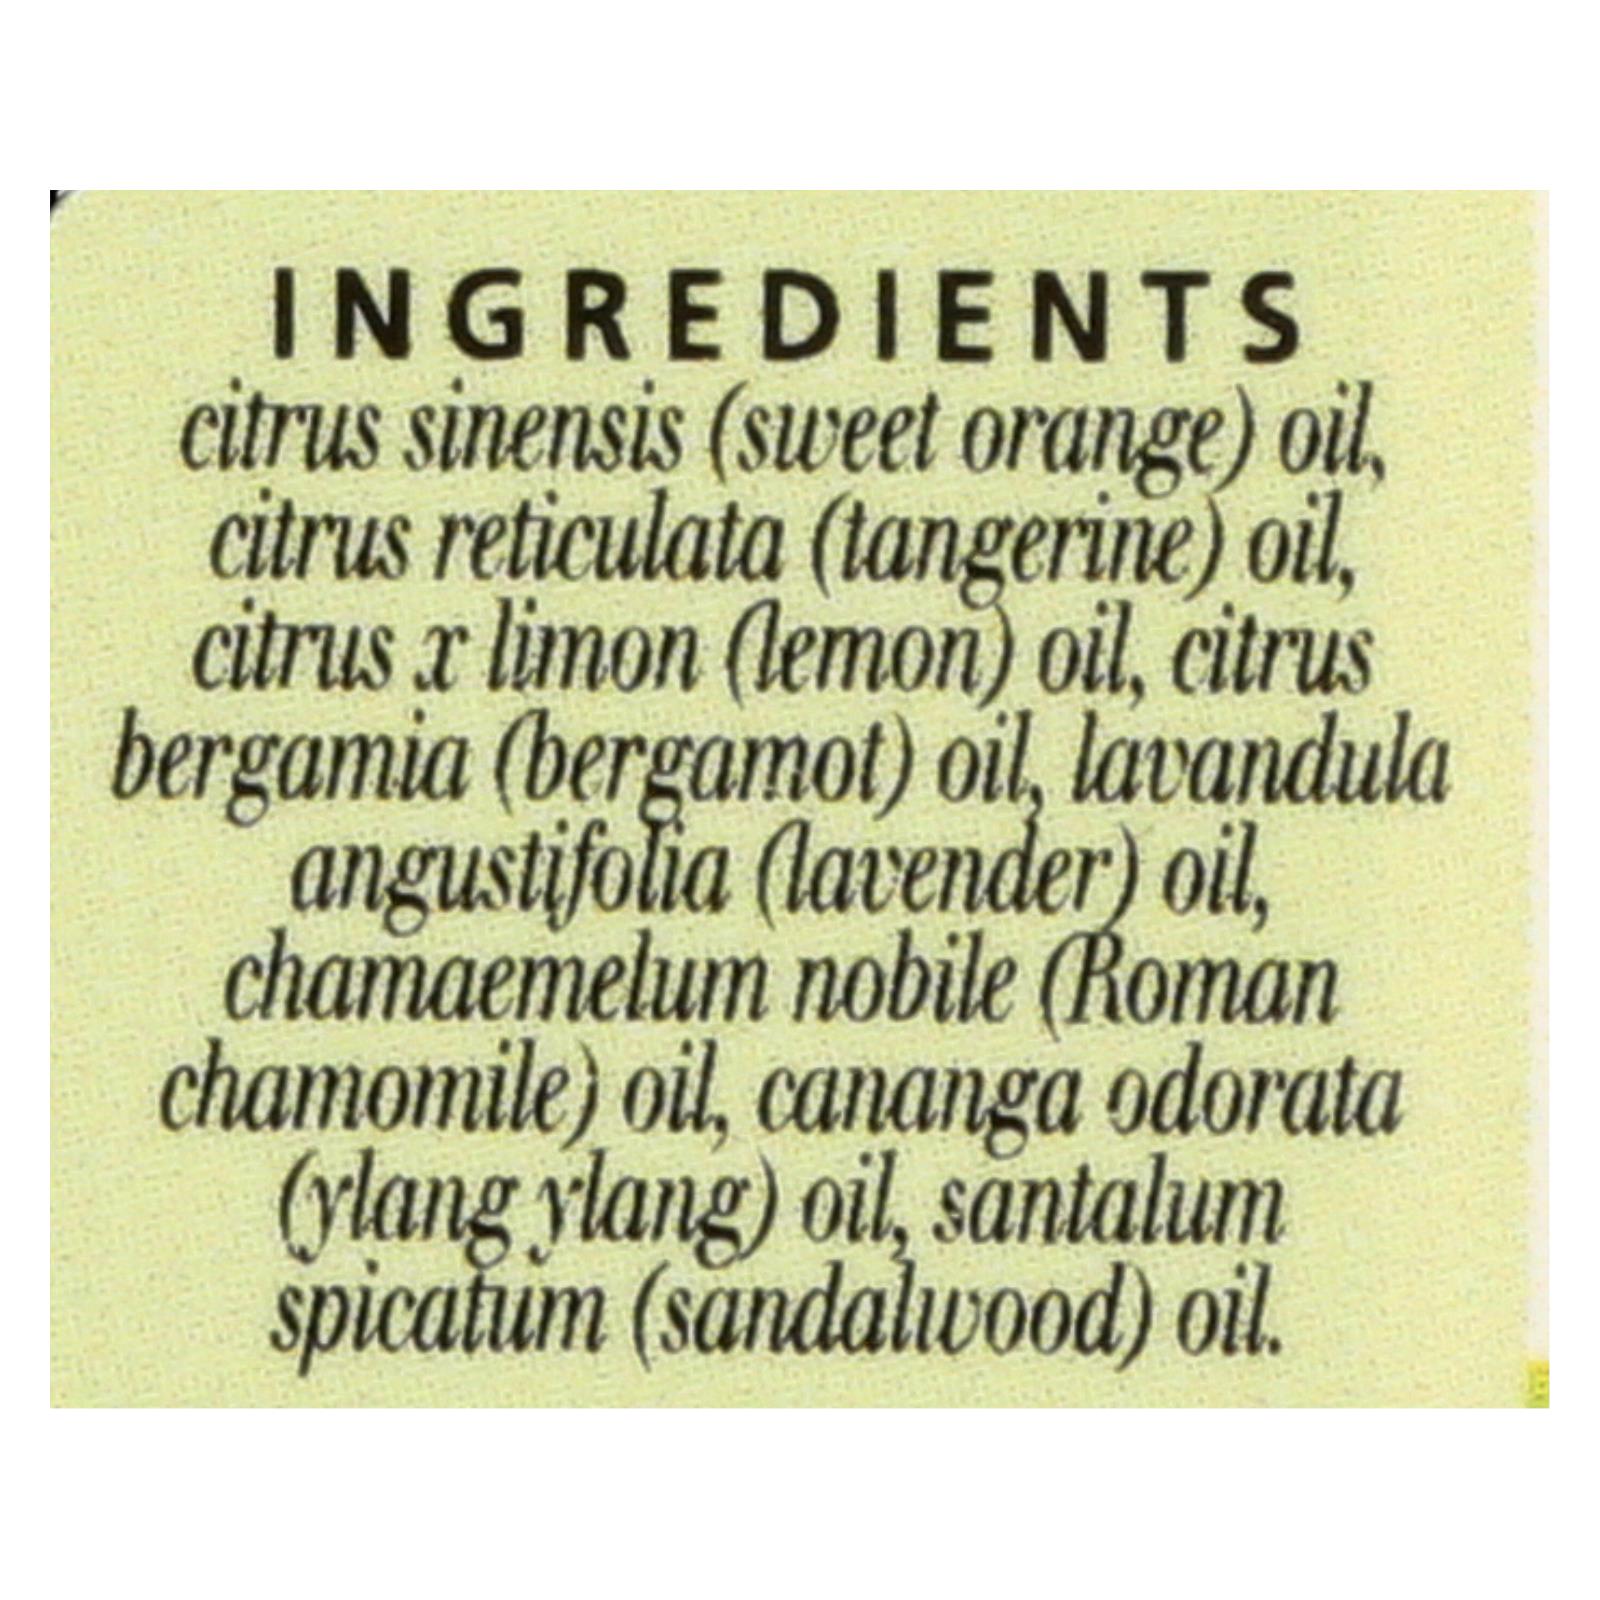 INGREDIENTS
citrus sinensis (sweet orange) oil,
citrus reticulata (tangerine) oil,
citrus x limon (lemon) oil, citrus
bergamia (bergamot) oil, lavandula
angustifolia (lavender) oil,
chamaemelum nobile (Roman
chamomile) oil, cananga odorata
(ylang ylang) oil, santalum
spicatum (sandalwood) oil.